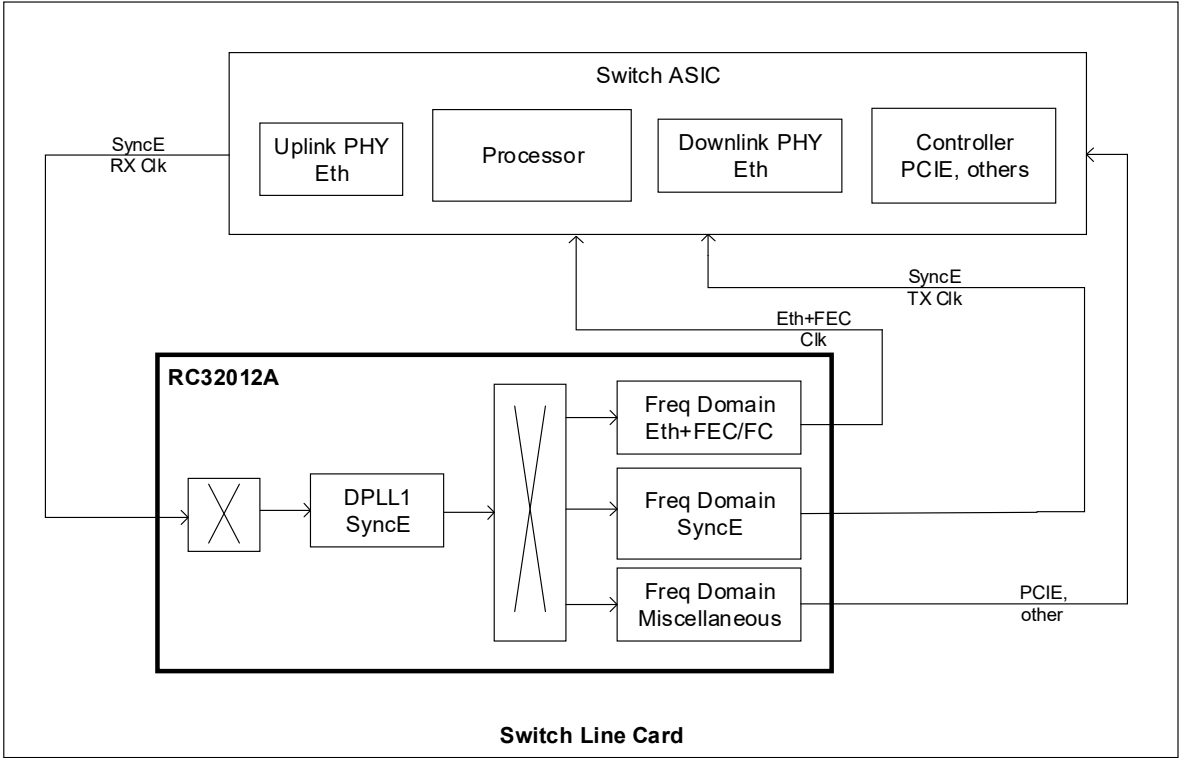 Switch ASIC
Uplink PHY
Eth
Processor
Downlink PHY
Eth
Controller
PCIE, others
SyncE
RX Clk
SyncE
TX Clk
Eth+FEC
Clk
RC32012A
Freq Domain
Eth+FEC/FC
DPLL1
SyncE
Freq Domain
SyncE
Freq Domain
Miscellaneous
PCIE,
other
Switch Line Card